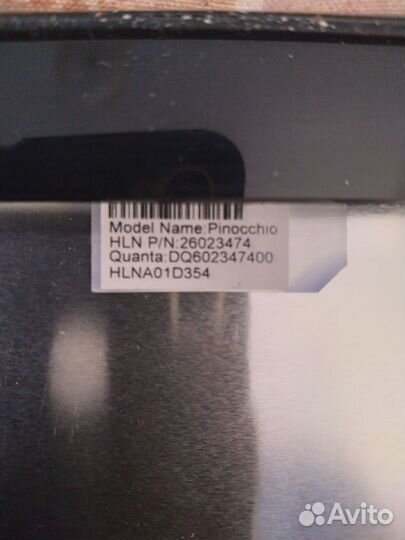 Model Name:Pinocchio
HLN P/N:26023474
Quanta:DQ602347400
HLNA01D354
Avito